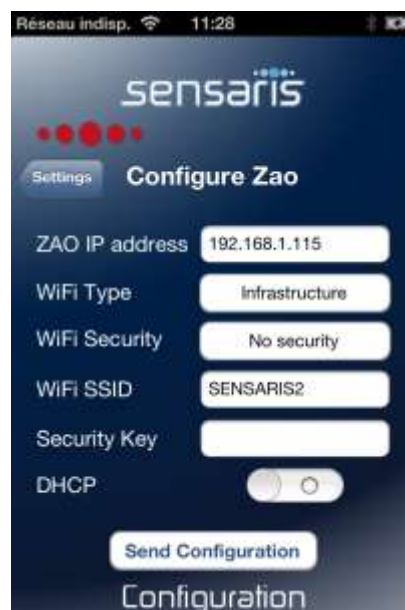 Réseau indisp. 11:28
sensaris
Settings Configure Zao
ZAO IP address 192.168.1.115
WiFi Type Infrastructure
WiFi Security No security
WiFi SSID SENSARIS2
Security Key
DHCP
Send Configuration
Configuration